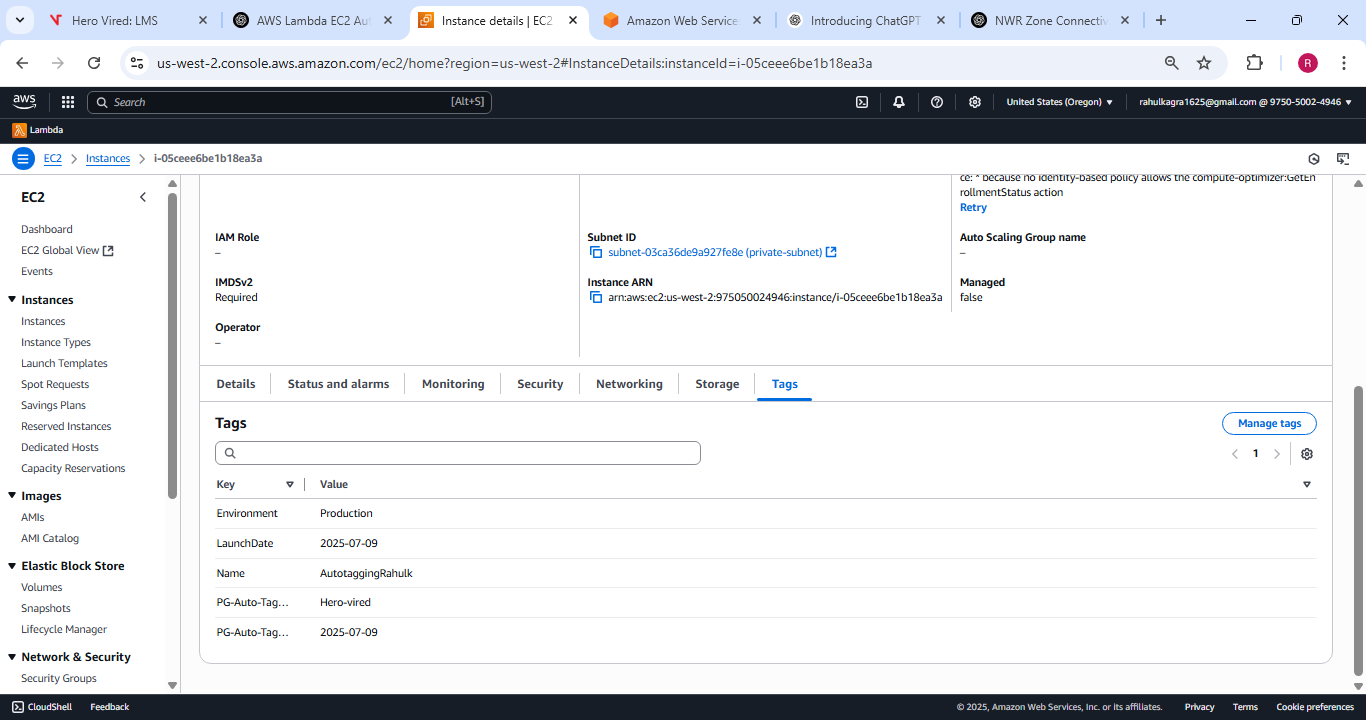 Hero Vired: LMS
AWS Lambda EC2 Au
Instance details | EC2
Amazon Web Service
Introducing ChatGPT
NWR Zone Connectiv
us-west-2.console.aws.amazon.com/ec2/home?region=us-west-2#InstanceDetails:instanceId=i-05ceee6be1b18ea3a
R
aws
Search
[Alt+S]
United States (Oregon)
rahulkagra1625@gmail.com @ 9750-5002-4946
Lambda
EC2
Instances
i-05ceee6be1b18ea3a
EC2
Dashboard
EC2 Global View
Events
Instances
Instances
Instance Types
Launch Templates
Spot Requests
Savings Plans
Reserved Instances
Dedicated Hosts
Capacity Reservations
Images
AMIs
AMI Catalog
Elastic Block Store
Volumes
Snapshots
Lifecycle Manager
Network & Security
Security Groups
ce: * because no identity-based policy allows the compute-optimizer:GetEn
rollmentStatus action
Retry
IAM Role
–
Subnet ID
subnet-03ca36de9a927fe8e (private-subnet)
Auto Scaling Group name
–
IMDSv2
Required
Instance ARN
arn:aws:ec2:us-west-2:975050024946:instance/i-05ceee6be1b18ea3a
Managed
false
Operator
–
Details
Status and alarms
Monitoring
Security
Networking
Storage
Tags
Tags
Manage tags
1
Key
Value
Environment
Production
LaunchDate
2025-07-09
Name
AutotaggingRahulk
PG-Auto-Tag...
Hero-vired
PG-Auto-Tag...
2025-07-09
CloudShell
Feedback
© 2025, Amazon Web Services, Inc. or its affiliates.
Privacy
Terms
Cookie preferences